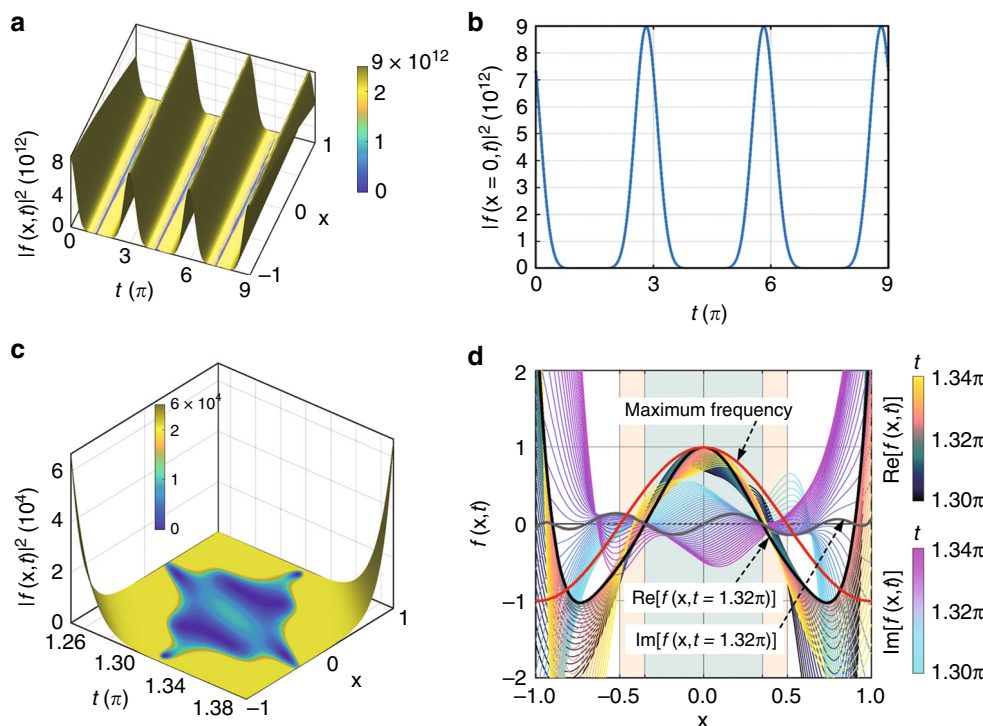 a
9 × 10¹²
2
1
0
|f (x,t)|² (10¹²)
8
4
0
0
3
6
9
t (π)
1
0
−1
x
b
|f (x = 0,t)|² (10¹²)
9
8
7
6
5
4
3
2
1
0
0
3
6
9
t (π)
c
6 × 10⁴
2
1
0
|f (x,t)|² (10⁴)
6
4
2
0
1.26
1.30
1.34
1.38
t (π)
−1
0
1
x
d
f (x,t)
2
1
0
−1
−2
−1.0
−0.5
0.0
0.5
1.0
x
Maximum frequency
Re[f (x,t = 1.32π)]
Im[f (x,t = 1.32π)]
t
1.34π
1.32π
1.30π
Re[f (x,t)]
t
1.34π
1.32π
1.30π
Im[f (x,t)]